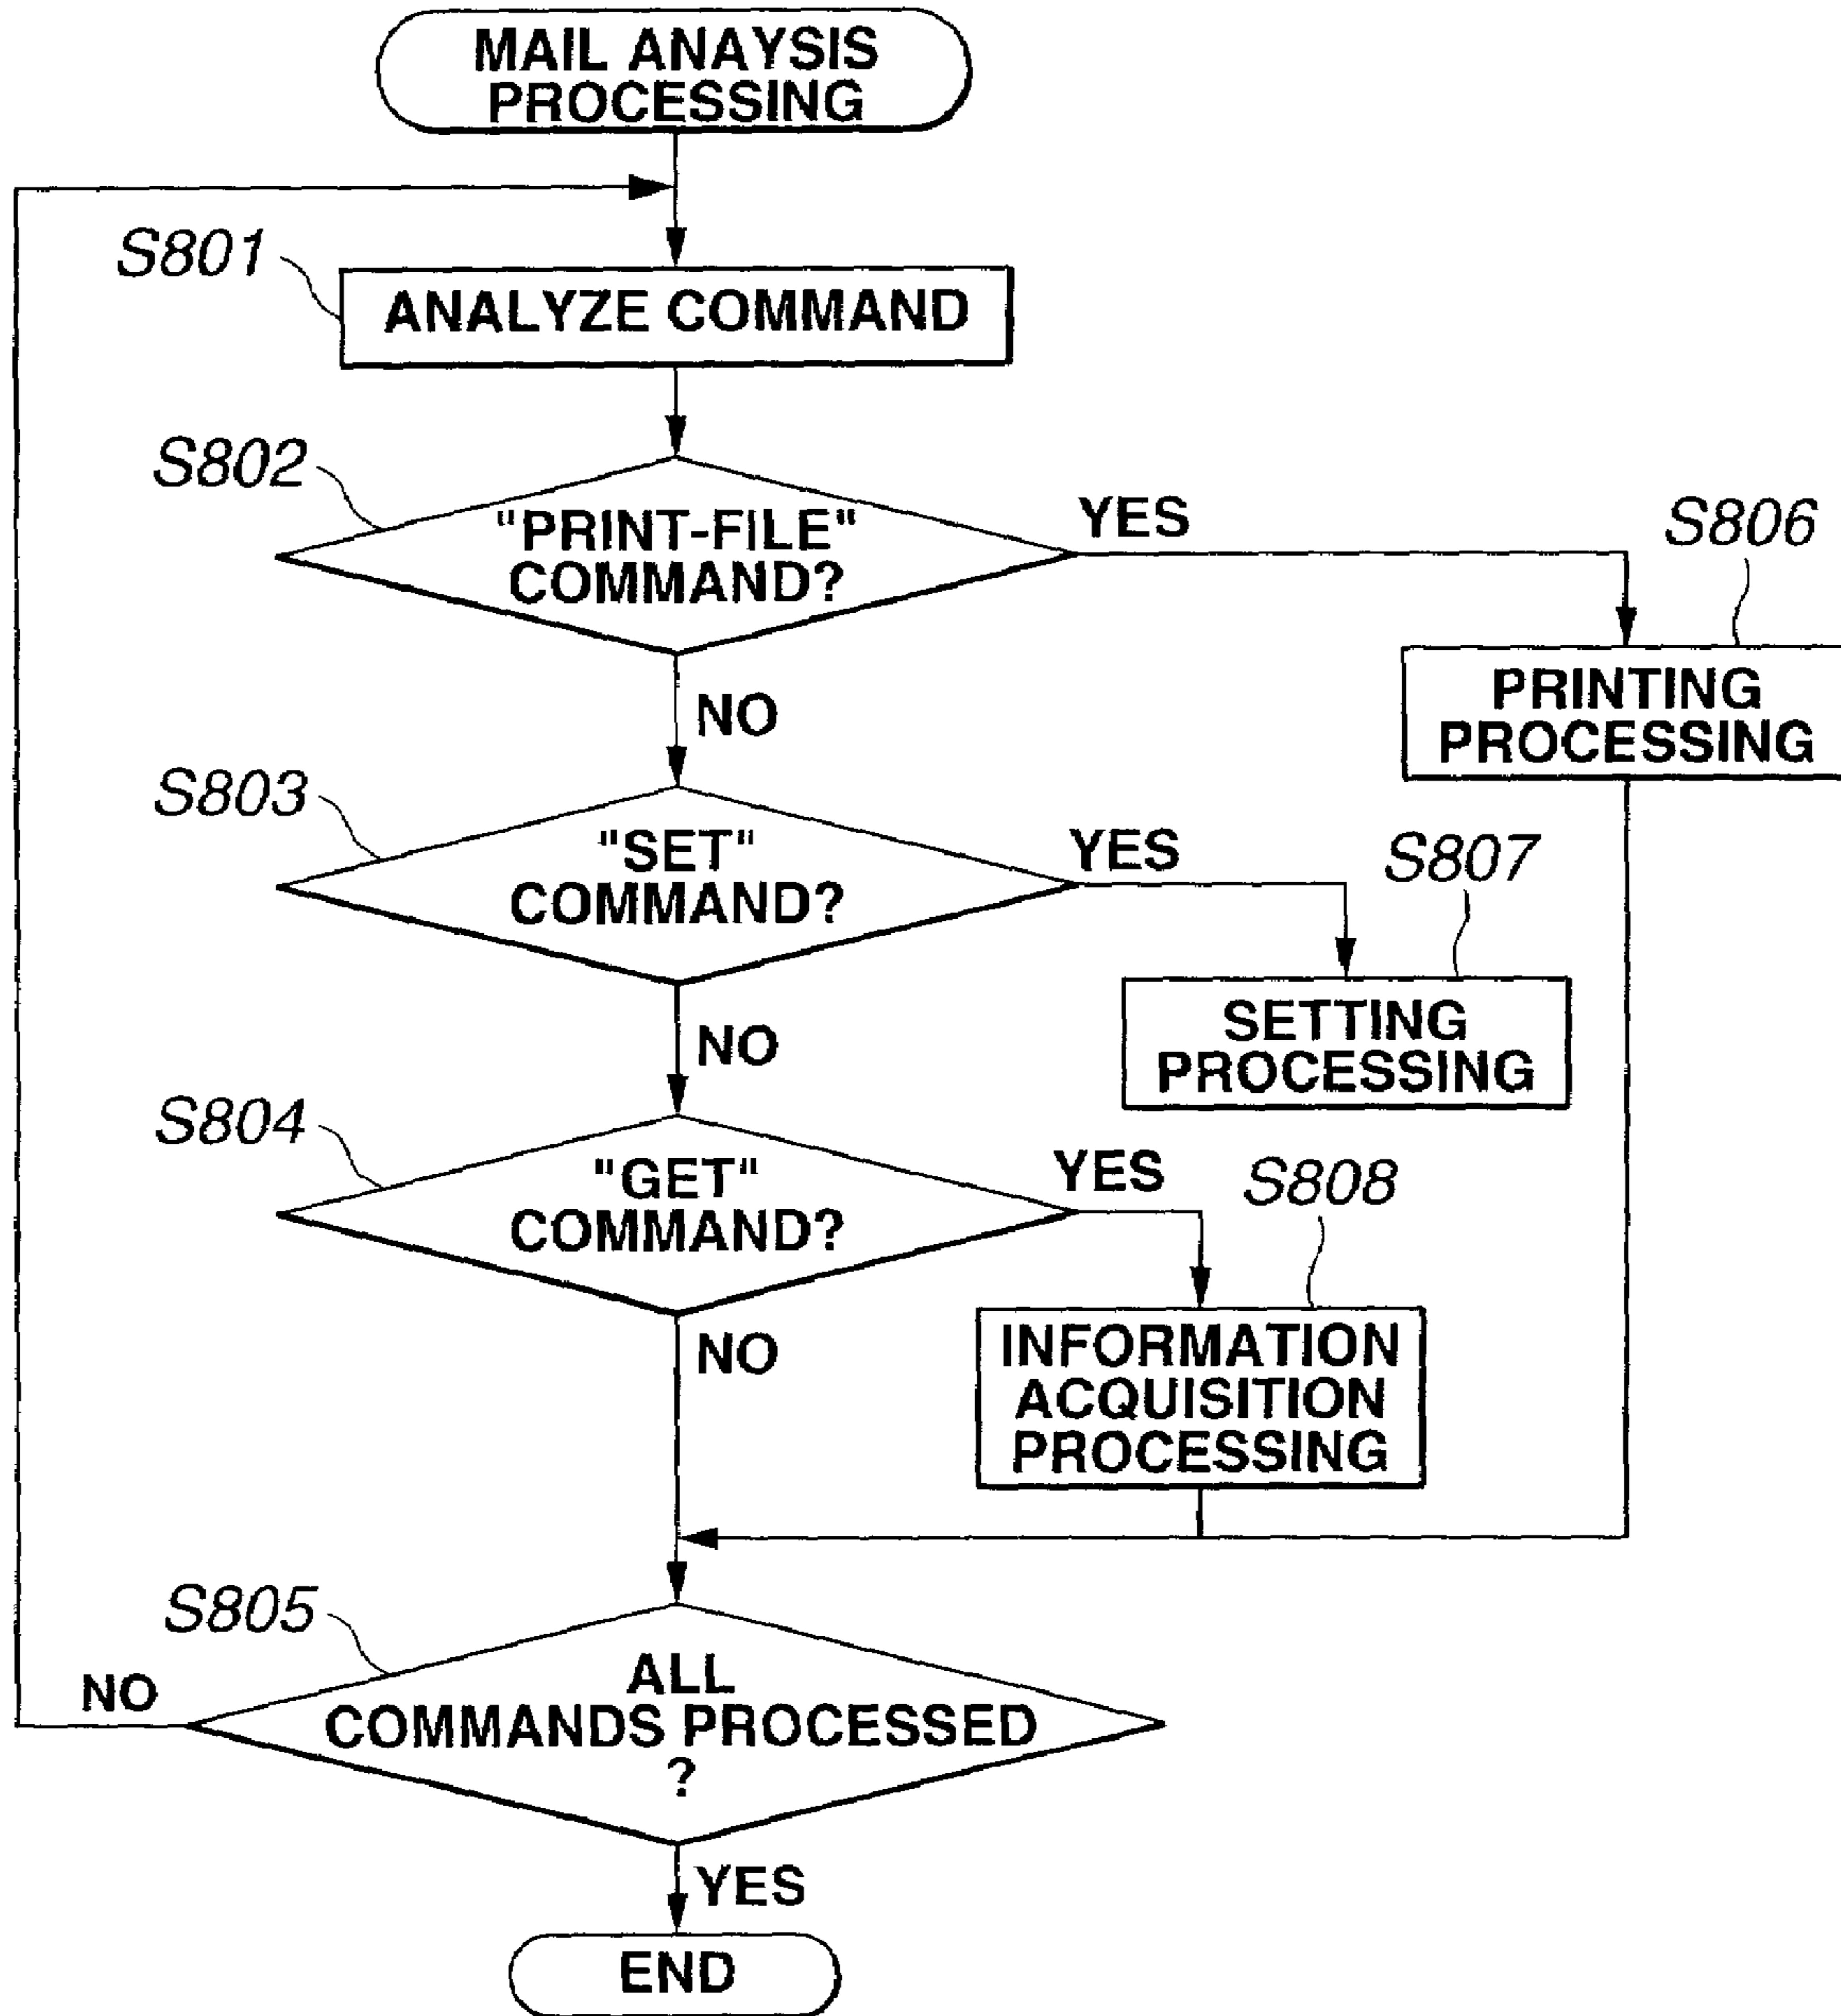 MAIL ANAYSIS
PROCESSING
S801
ANALYZE COMMAND
S802
"PRINT-FILE"
COMMAND?
YES
S806
PRINTING
PROCESSING
NO
S803
"SET"
COMMAND?
YES
S807
SETTING
PROCESSING
NO
S804
"GET"
COMMAND?
YES
S808
INFORMATION
ACQUISITION
PROCESSING
NO
S805
ALL
COMMANDS PROCESSED
?
NO
YES
END